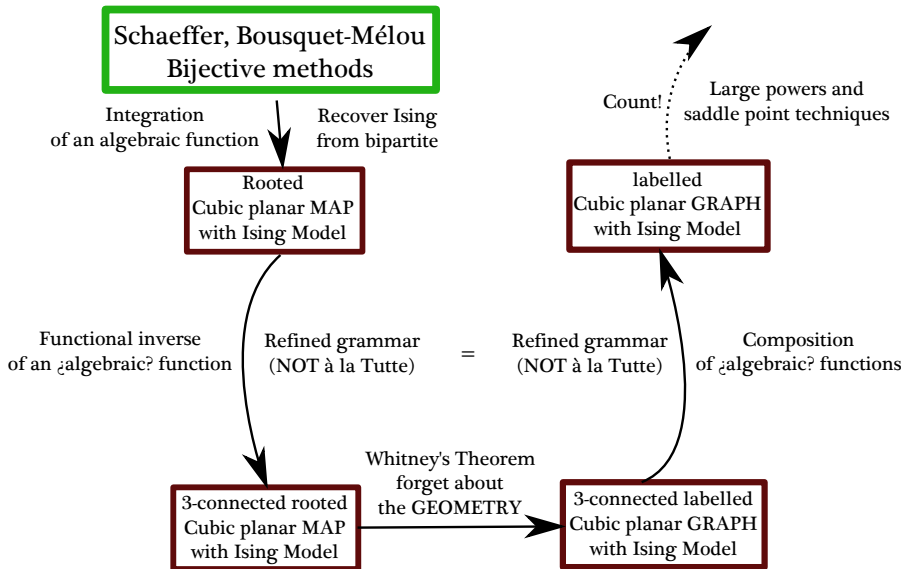 Schaeffer, Bousquet-Mélou
Bijective methods
Integration
of an algebraic function
Recover Ising
from bipartite
Rooted
Cubic planar MAP
with Ising Model
Count!
Large powers and
saddle point techniques
labelled
Cubic planar GRAPH
with Ising Model
Functional inverse
of an ¿algebraic? function
Refined grammar
(NOT à la Tutte)
=
Refined grammar
(NOT à la Tutte)
Composition
of ¿algebraic? functions
Whitney's Theorem
forget about
the GEOMETRY
3-connected rooted
Cubic planar MAP
with Ising Model
3-connected labelled
Cubic planar GRAPH
with Ising Model